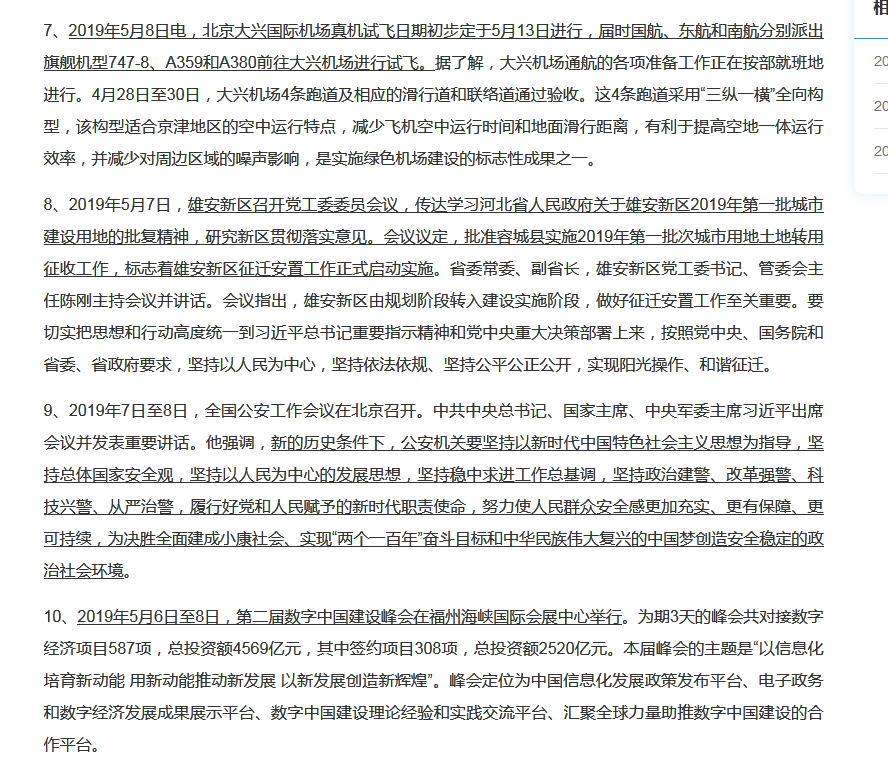 7、2019年5月8日电，北京大兴国际机场真机试飞日期初步定于5月13日进行，届时国航、东航和南航分别派出
旗舰机型747-8、A359和A380前往大兴机场进行试飞。据了解，大兴机场通航的各项准备工作正在按部就班地
进行。4月28日至30日，大兴机场4条跑道及相应的滑行道和联络道通过验收。这4条跑道采用“三纵一横”全向构
型，该构型适合京津地区的空中运行特点，减少飞机空中运行时间和地面滑行距离，有利于提高空地一体运行
效率，并减少对周边区域的噪声影响，是实施绿色机场建设的标志性成果之一。
8、2019年5月7日，雄安新区召开党工委委员会议，传达学习河北省人民政府关于雄安新区2019年第一批城市
建设用地的批复精神，研究新区贯彻落实意见。会议议定，批准容城县实施2019年第一批次城市用地土地转用
征收工作，标志着雄安新区征迁安置工作正式启动实施。省委常委、副省长，雄安新区党工委书记、管委会主
任陈刚主持会议并讲话。会议指出，雄安新区由规划阶段转入建设实施阶段，做好征迁安置工作至关重要。要
切实把思想和行动高度统一到习近平总书记重要指示精神和党中央重大决策部署上来，按照党中央、国务院和
省委、省政府要求，坚持以人民为中心，坚持依法依规、坚持公平公正公开，实现阳光操作、和谐征迁。
9、2019年7日至8日，全国公安工作会议在北京召开。中共中央总书记、国家主席、中央军委主席习近平出席
会议并发表重要讲话。他强调，新的历史条件下，公安机关要坚持以新时代中国特色社会主义思想为指导，坚
持总体国家安全观，坚持以人民为中心的发展思想，坚持稳中求进工作总基调，坚持政治建警、改革强警、科
技兴警、从严治警，履行好党和人民赋予的新时代职责使命，努力使人民群众安全感更加充实、更有保障、更
可持续，为决胜全面建成小康社会、实现“两个一百年”奋斗目标和中华民族伟大复兴的中国梦创造安全稳定的政
治社会环境。
10、2019年5月6日至8日，第二届数字中国建设峰会在福州海峡国际会展中心举行。为期3天的峰会共对接数字
经济项目587项，总投资额4569亿元，其中签约项目308项，总投资额2520亿元。本届峰会的主题是“以信息化
培育新动能 用新动能推动新发展 以新发展创造新辉煌”。峰会定位为中国信息化发展政策发布平台、电子政务
和数字经济发展成果展示平台、数字中国建设理论经验和实践交流平台、汇聚全球力量助推数字中国建设的合
作平台。
20
20
20